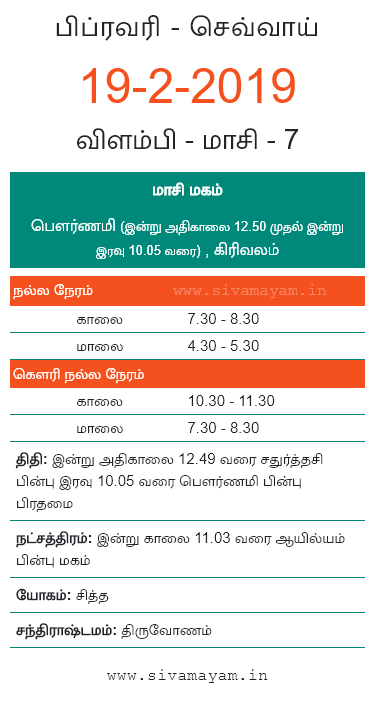 பிப்ரவரி - செவ்வாய்
19-2-2019
விளம்பி - மாசி - 7
மாசி மகம்
பௌர்ணமி (இன்று அதிகாலை 12.50 முதல் இன்று
இரவு 10.05 வரை) , கிரிவலம்
நல்ல நேரம் www.sivamayam.in
காலை 7.30 - 8.30
மாலை 4.30 - 5.30
கௌரி நல்ல நேரம்
காலை 10.30 - 11.30
மாலை 7.30 - 8.30
திதி: இன்று அதிகாலை 12.49 வரை சதுர்த்தசி
பின்பு இரவு 10.05 வரை பௌர்ணமி பின்பு
பிரதமை
நட்சத்திரம்: இன்று காலை 11.03 வரை ஆயில்யம்
பின்பு மகம்
யோகம்: சித்த
சந்திராஷ்டமம்: திருவோணம்
www.sivamayam.in